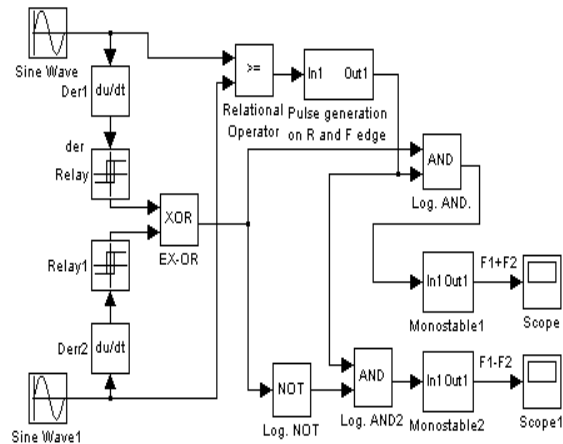 Sine Wave
Der1
du/dt
der
Relay
Relay1
Derr2
du/dt
Sine Wave1
XOR
EX-OR
>=
Relational
Operator
In1 Out1
Pulse generation
on R and F edge
AND
Log. AND.
In1 Out1
Monostable1
F1+F2
Scope
NOT
Log. NOT
AND
Log. AND2
In1 Out1
Monostable2
F1-F2
Scope1